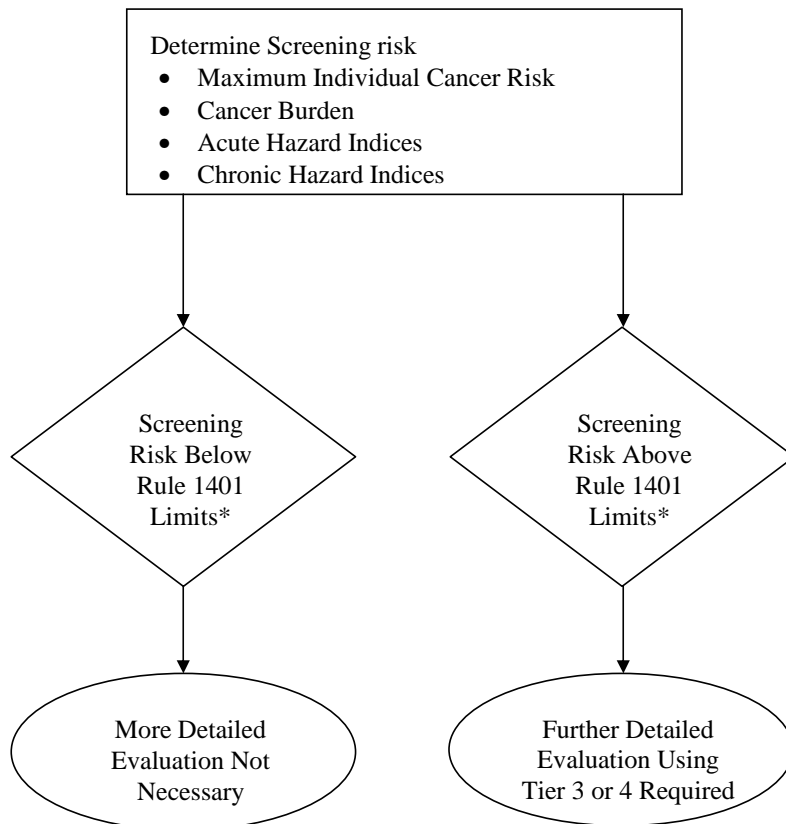 Determine Screening risk
• Maximum Individual Cancer Risk
• Cancer Burden
• Acute Hazard Indices
• Chronic Hazard Indices
Screening
Risk Below
Rule 1401
Limits*
Screening
Risk Above
Rule 1401
Limits*
More Detailed
Evaluation Not
Necessary
Further Detailed
Evaluation Using
Tier 3 or 4 Required